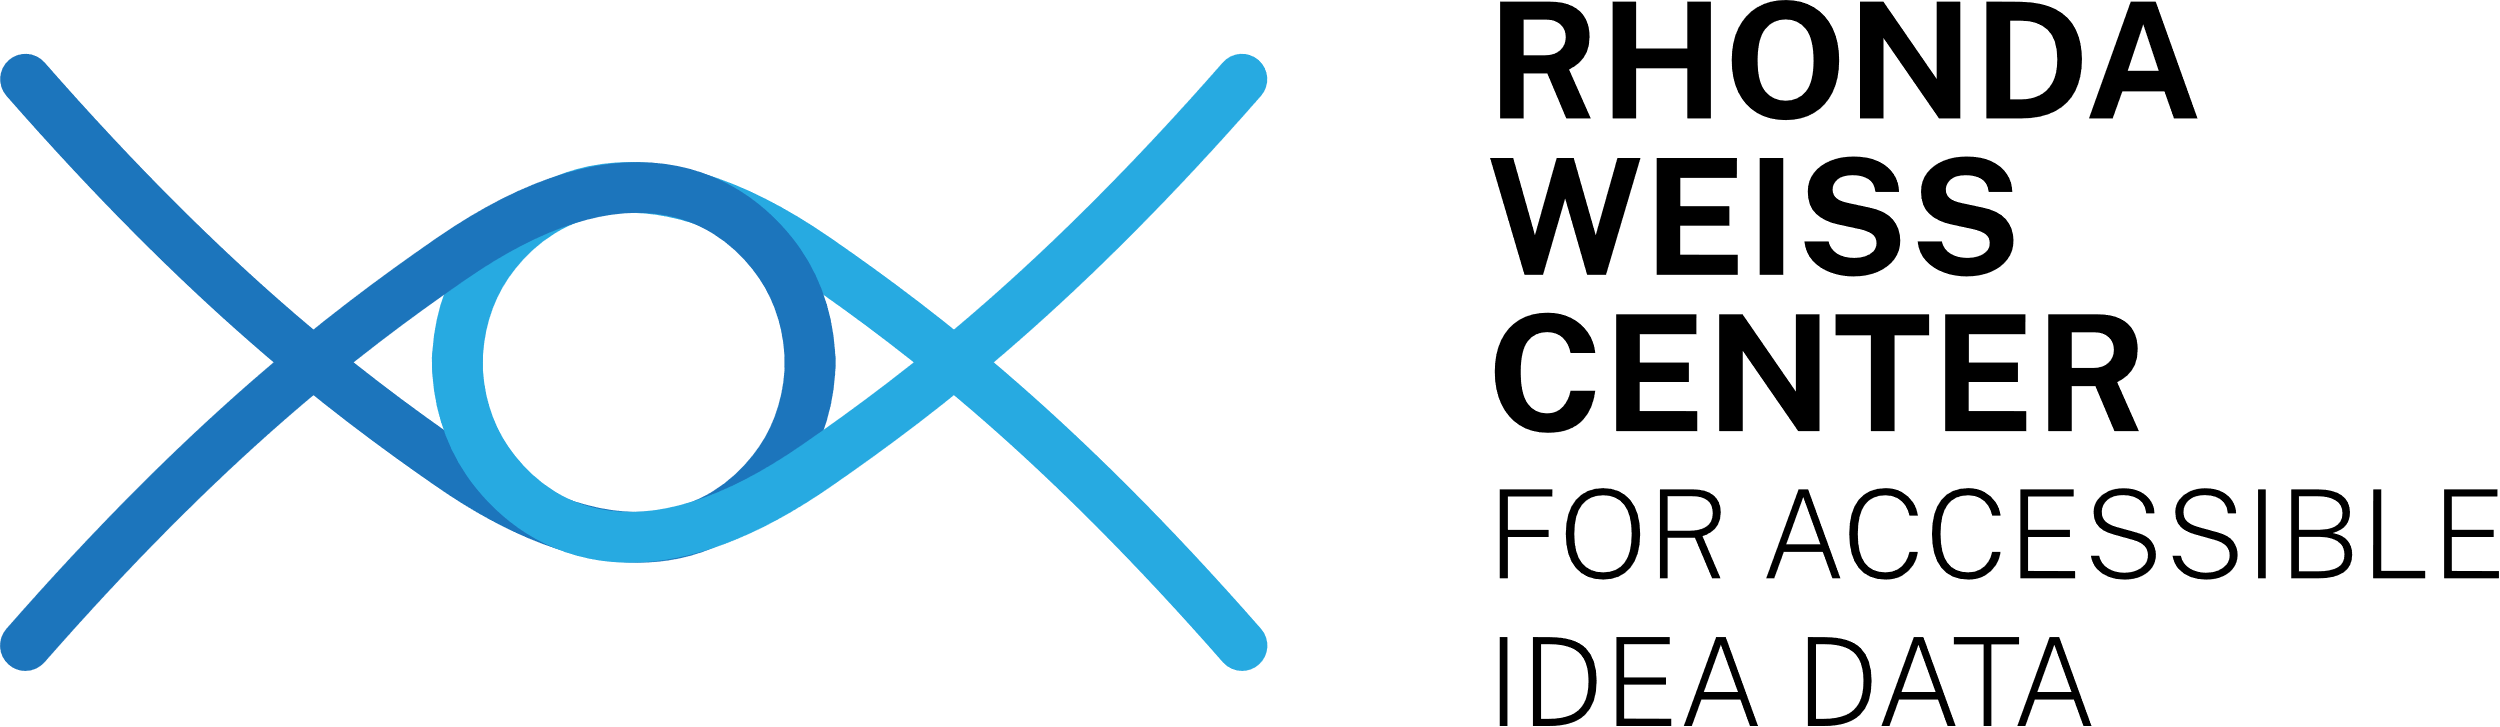 RHONDA
WEISS
CENTER
FOR ACCESSIBLE
IDEA DATA